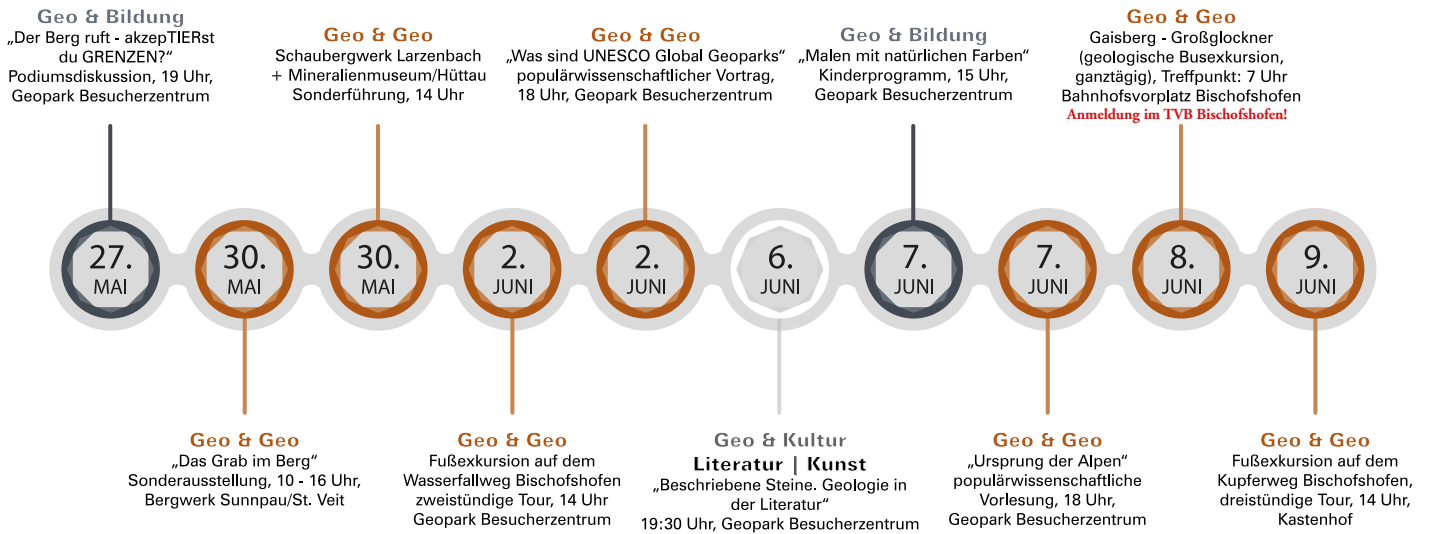 Geo & Bildung
„Der Berg ruft - akzepTIERst
du GRENZEN?“
Podiumsdiskussion, 19 Uhr,
Geopark Besucherzentrum
Geo & Geo
Schaubergwerk Larzenbach
+ Mineralienmuseum/Hüttau
Sonderführung, 14 Uhr
Geo & Geo
„Was sind UNESCO Global Geoparks“
populärwissenschaftlicher Vortrag,
18 Uhr, Geopark Besucherzentrum
Geo & Bildung
„Malen mit natürlichen Farben“
Kinderprogramm, 15 Uhr,
Geopark Besucherzentrum
Geo & Geo
Gaisberg - Großglockner
(geologische Busexkursion,
ganztägig), Treffpunkt: 7 Uhr
Bahnhofsvorplatz Bischofshofen
Anmeldung im TVB Bischofshofen!
27.
MAI
30.
MAI
30.
MAI
2.
JUNI
2.
JUNI
6.
JUNI
7.
JUNI
7.
JUNI
8.
JUNI
9.
JUNI
Geo & Geo
„Das Grab im Berg“
Sonderausstellung, 10 - 16 Uhr,
Bergwerk Sunnpau/St. Veit
Geo & Geo
Fußexkursion auf dem
Wasserfallweg Bischofshofen
zweistündige Tour, 14 Uhr
Geopark Besucherzentrum
Geo & Kultur
Literatur | Kunst
„Beschriebene Steine. Geologie in
der Literatur“
19:30 Uhr, Geopark Besucherzentrum
Geo & Geo
„Ursprung der Alpen“
populärwissenschaftliche
Vorlesung, 18 Uhr,
Geopark Besucherzentrum
Geo & Geo
Fußexkursion auf dem
Kupferweg Bischofshofen,
dreistündige Tour, 14 Uhr,
Kastenhof